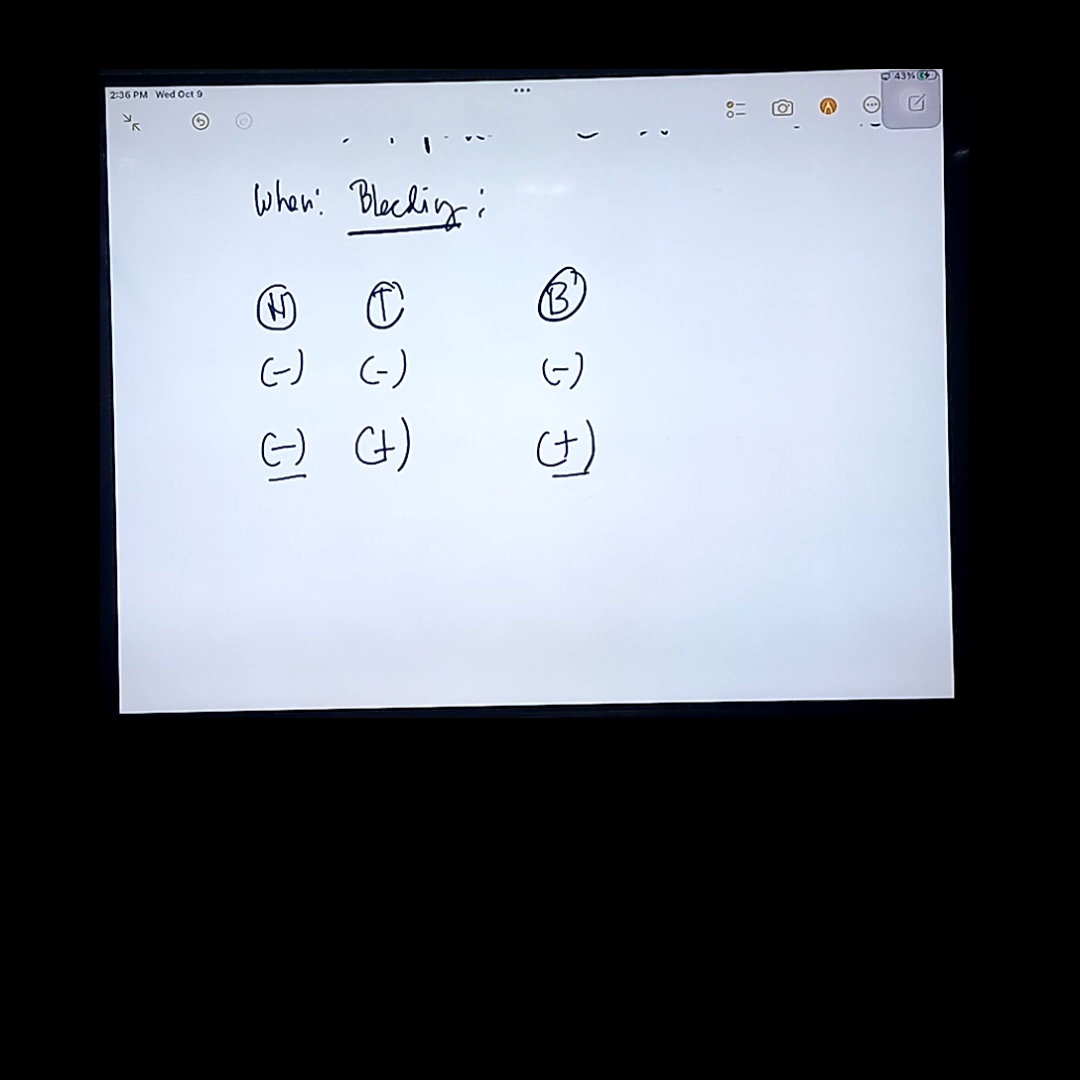 2:36 PM Wed Oct 9
43%
When: Bleeding:
N T B
(-) (-) (-)
(-) (+) (+)